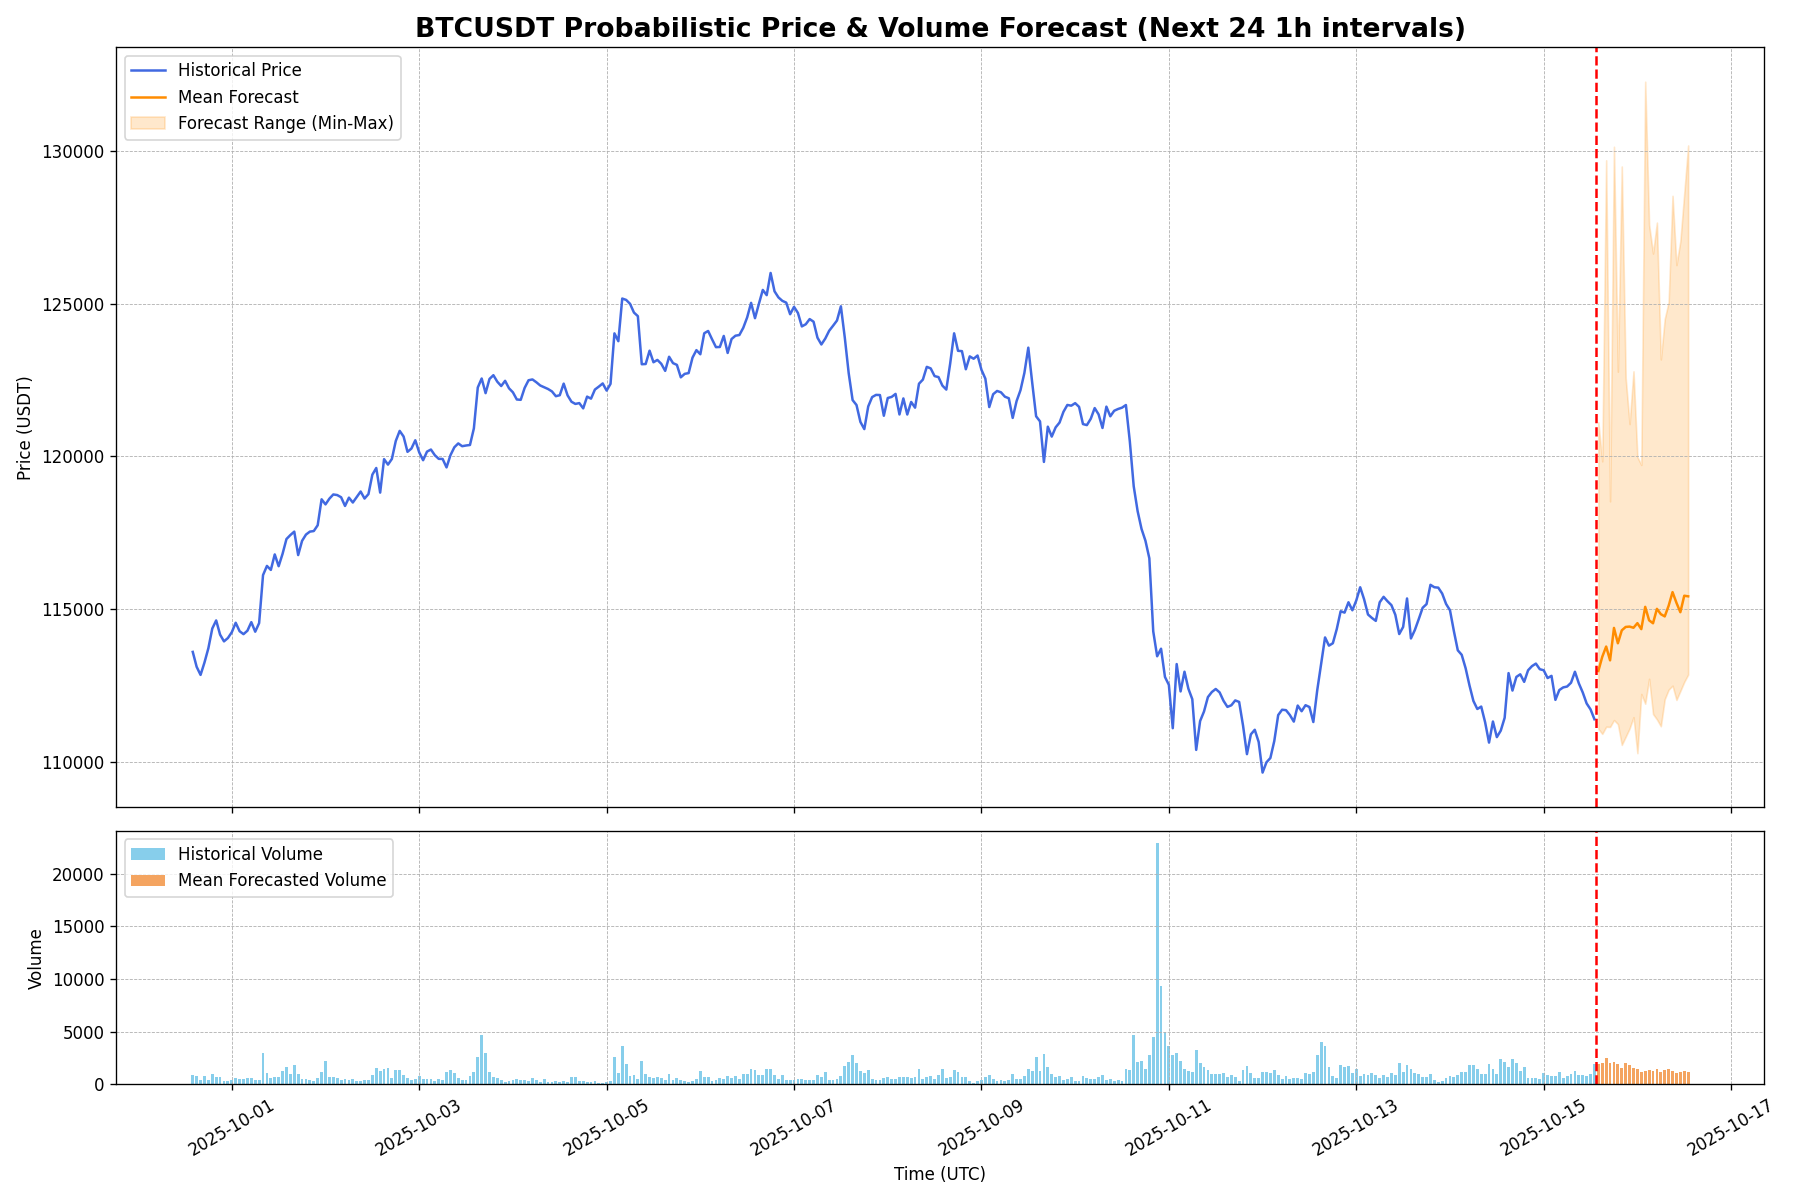 BTCUSDT Probabilistic Price & Volume Forecast (Next 24 1h intervals)
Historical Price
Mean Forecast
Forecast Range (Min-Max)
130000
125000
120000
115000
110000
Price (USDT)
Historical Volume
Mean Forecasted Volume
20000
15000
10000
5000
0
Volume
2025-10-01
2025-10-03
2025-10-05
2025-10-07
2025-10-09
2025-10-11
2025-10-13
2025-10-15
2025-10-17
Time (UTC)